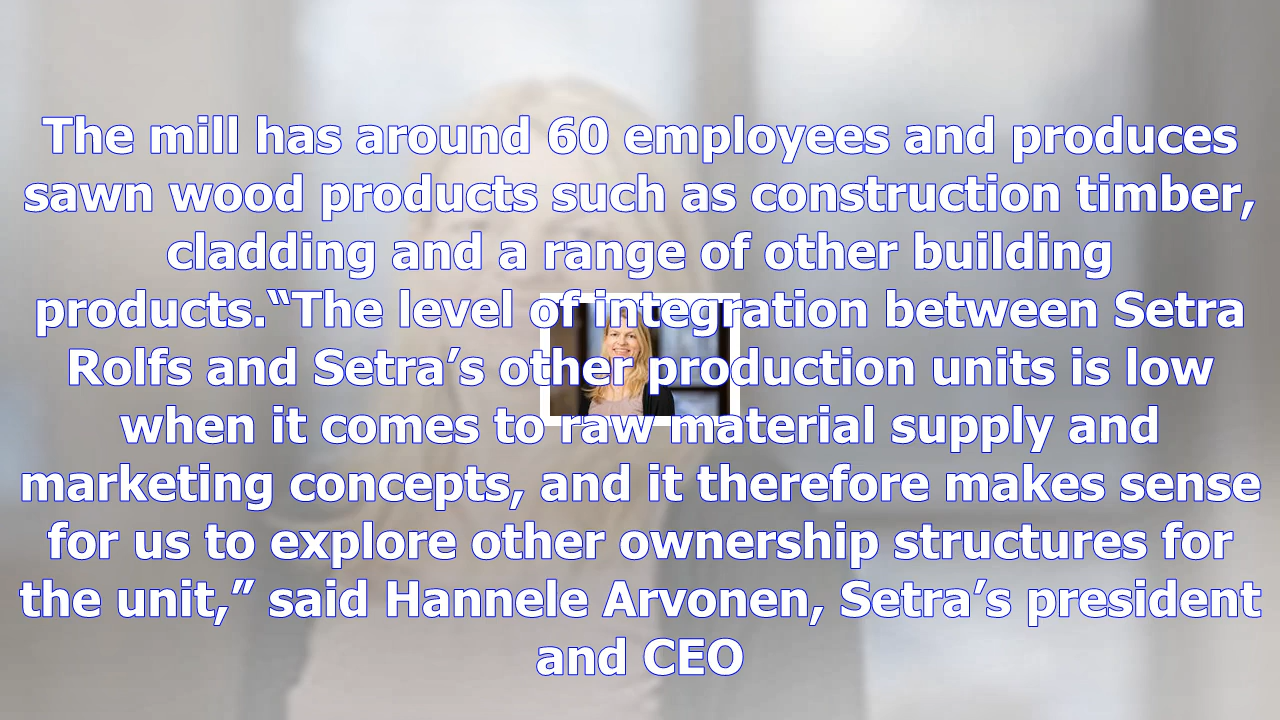 The mill has around 60 employees and produces
sawn wood products such as construction timber,
cladding and a range of other building
products.“The level of integration between Setra
Rolfs and Setra’s other production units is low
when it comes to raw material supply and
marketing concepts, and it therefore makes sense
for us to explore other ownership structures for
the unit,” said Hannele Arvonen, Setra’s president
and CEO